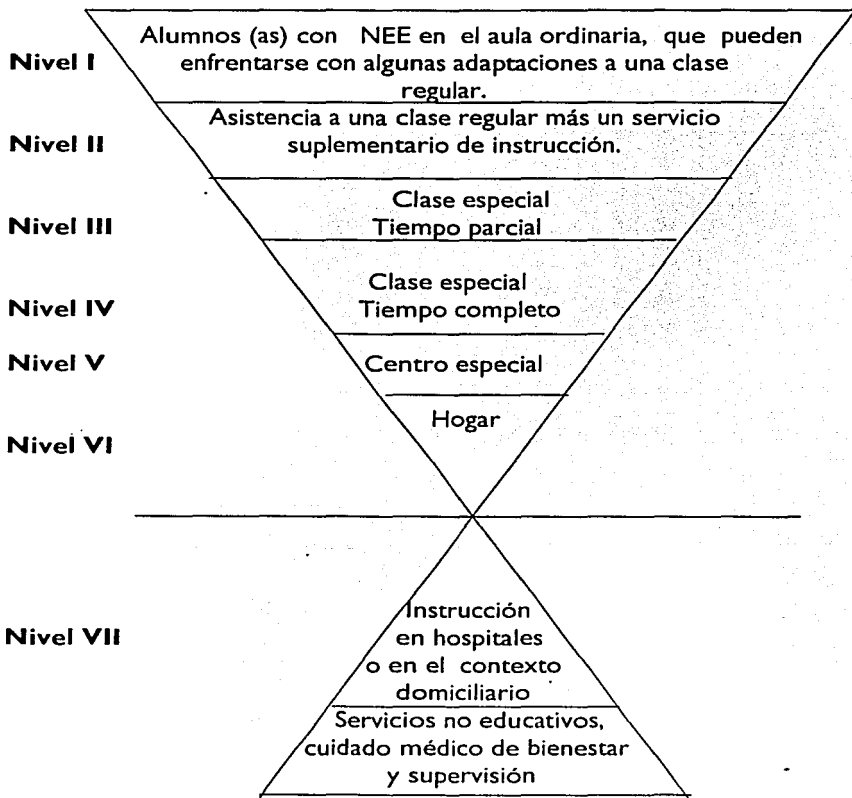 Alumnos (as) con NEE en el aula ordinaria, que pueden
Nivel I
enfrentarse con algunas adaptaciones a una clase
regular.
Asistencia a una clase regular más un servicio
Nivel II
suplementario de instrucción.
Clase especial
Nivel III
Tiempo parcial
Clase especial
Nivel IV
Tiempo completo
Nivel V
Centro especial
Hogar
Nivel VI
Instrucción
Nivel VII
en hospitales
o en el contexto
domiciliario
Servicios no educativos,
cuidado médico de bienestar
y supervisión